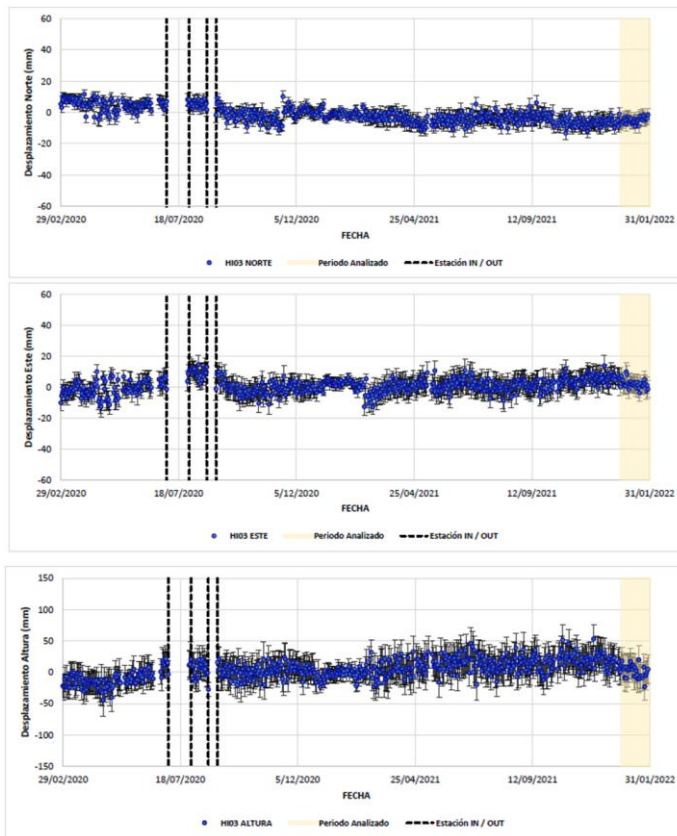 60
40
20
0
-20
-40
-60
Desplazamiento Norte (mm)
29/02/2020 18/07/2020 5/12/2020 25/04/2021 12/09/2021 31/01/2022
FECHA
HI03 NORTE Periodo Analizado Estación IN / OUT
60
40
20
0
-20
-40
-60
Desplazamiento Este (mm)
29/02/2020 18/07/2020 5/12/2020 25/04/2021 12/09/2021 31/01/2022
FECHA
HI03 ESTE Periodo Analizado Estación IN / OUT
150
100
50
0
-50
-100
-150
Desplazamiento Altura (mm)
29/02/2020 18/07/2020 5/12/2020 25/04/2021 12/09/2021 31/01/2022
FECHA
HI03 ALTURA Periodo Analizado Estación IN / OUT